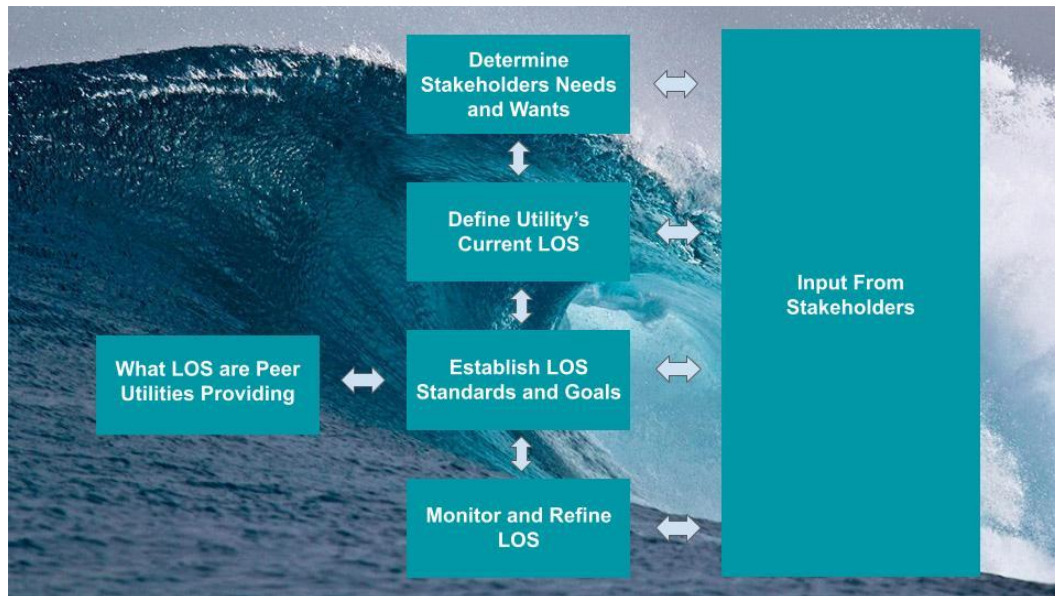 Determine
Stakeholders Needs
and Wants
Define Utility’s
Current LOS
Input From
Stakeholders
What LOS are Peer
Utilities Providing
Establish LOS
Standards and Goals
Monitor and Refine
LOS